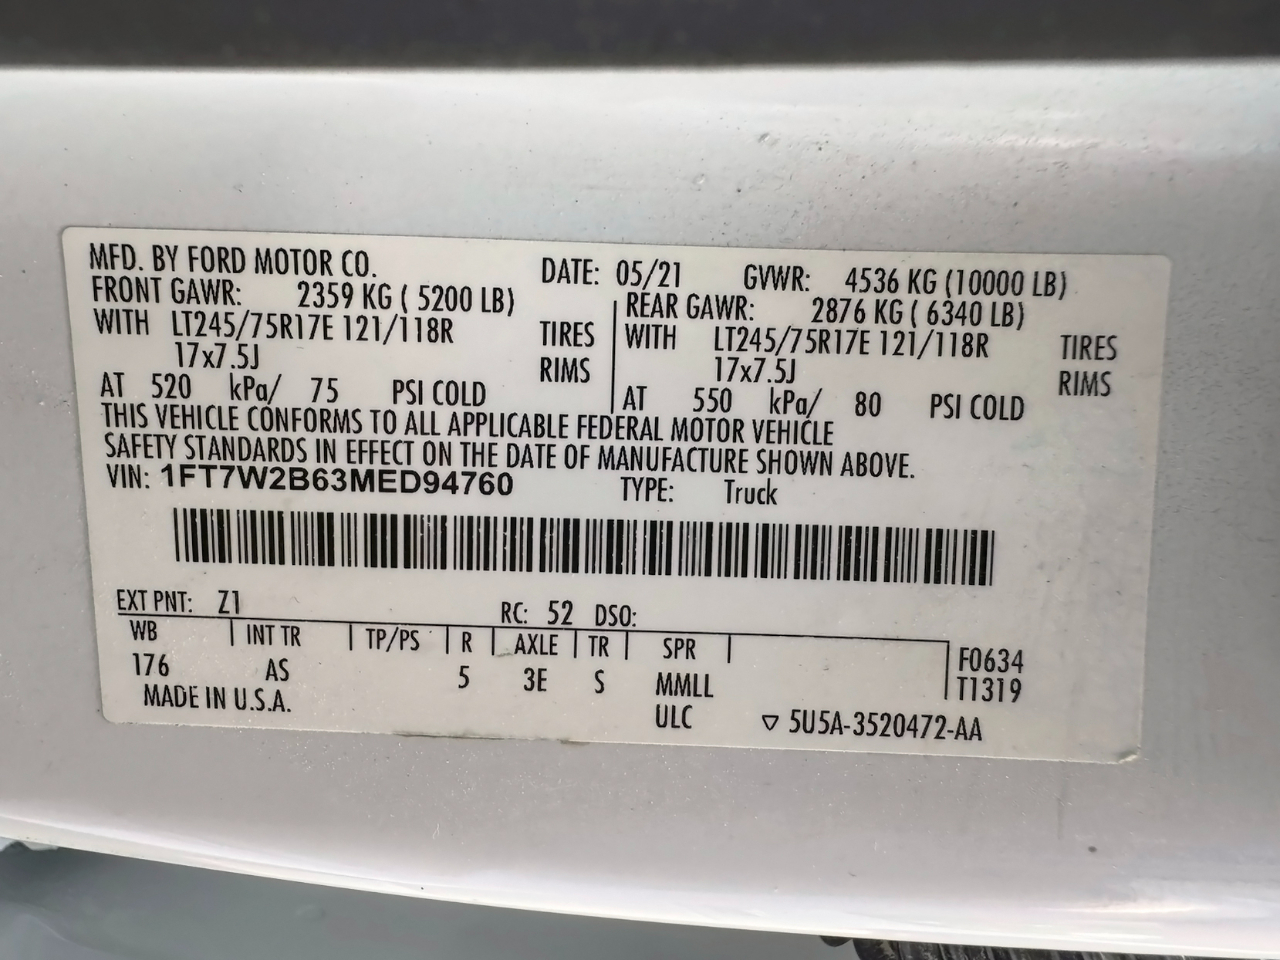 MFD. BY FORD MOTOR CO.
DATE: 05/21 GVWR: 4536 KG (10000 LB)
FRONT GAWR: 2359 KG ( 5200 LB)
WITH LT245/75R17E 121/118R TIRES
17x7.5J RIMS
AT 520 kPa/ 75 PSI COLD
REAR GAWR: 2876 KG ( 6340 LB)
WITH LT245/75R17E 121/118R TIRES
17x7.5J RIMS
AT 550 kPa/ 80 PSI COLD
THIS VEHICLE CONFORMS TO ALL APPLICABLE FEDERAL MOTOR VEHICLE
SAFETY STANDARDS IN EFFECT ON THE DATE OF MANUFACTURE SHOWN ABOVE.
VIN: 1FT7W2B63MED94760 TYPE: Truck
EXT PNT: Z1 RC: 52 DSO:
WB INT TR TP/PS R AXLE TR SPR
176 AS 5 3E S MMLL
F0634
T1319
MADE IN U.S.A. ULC ▽ 5U5A-3520472-AA